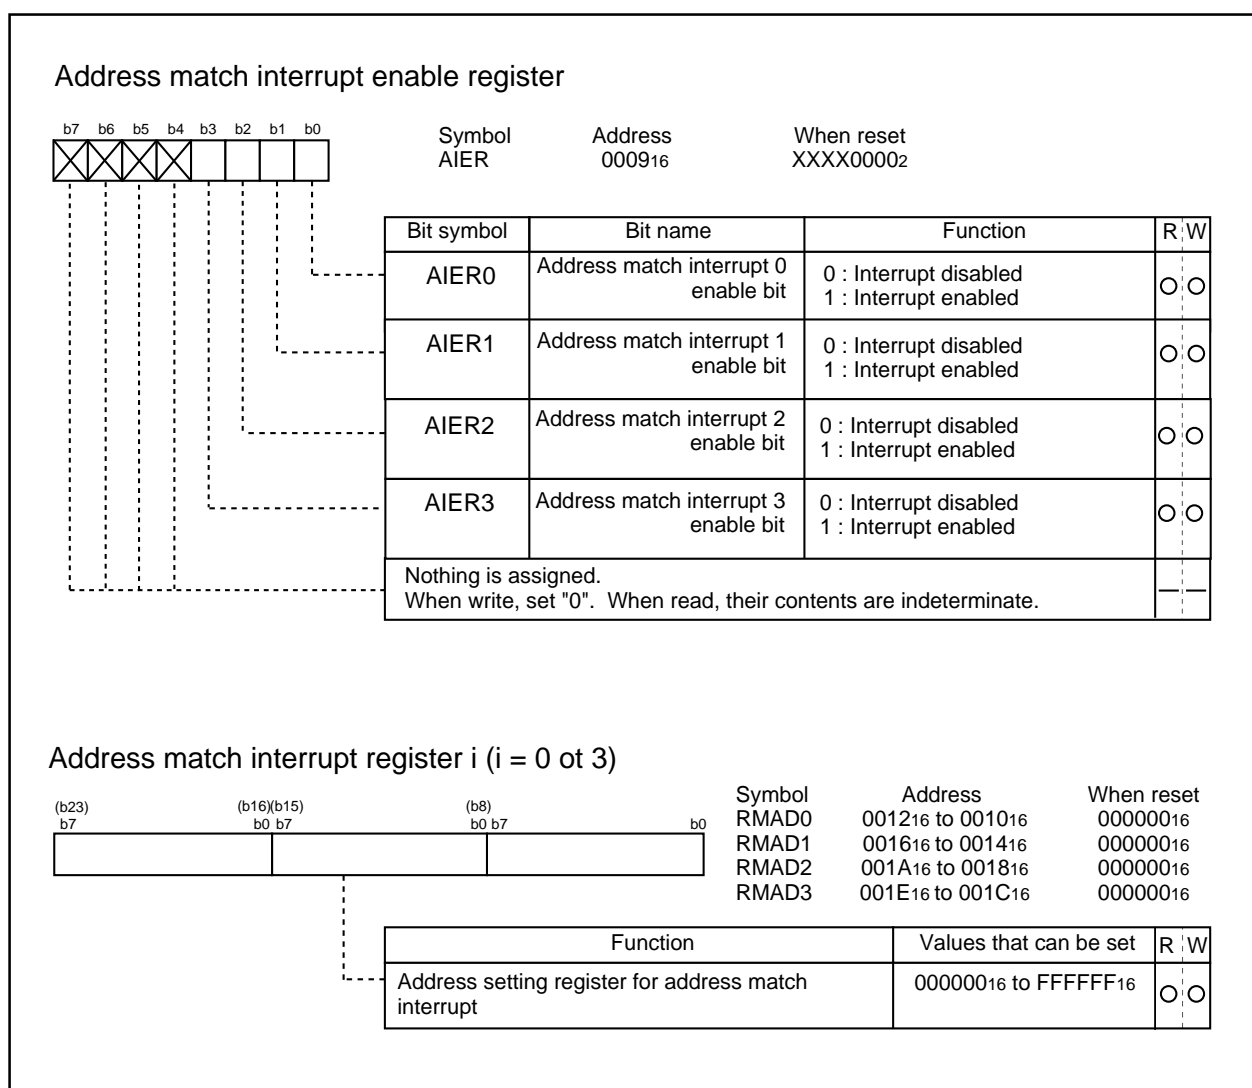 Address match interrupt enable register
b7 b6 b5 b4 b3 b2 b1 b0
Symbol Address When reset
AIER 000916 XXXX00002
Bit symbol Bit name Function R W
AIER0 Address match interrupt 0 0 : Interrupt disabled
enable bit 1 : Interrupt enabled
AIER1 Address match interrupt 1 0 : Interrupt disabled
enable bit 1 : Interrupt enabled
AIER2 Address match interrupt 2 0 : Interrupt disabled
enable bit 1 : Interrupt enabled
AIER3 Address match interrupt 3 0 : Interrupt disabled
enable bit 1 : Interrupt enabled
Nothing is assigned.
When write, set "0". When read, their contents are indeterminate.
Address match interrupt register i (i = 0 ot 3)
(b23) (b16)(b15) (b8)
b7 b0 b7 b0 b7 b0
Symbol Address When reset
RMAD0 001216 to 001016 00000016
RMAD1 001616 to 001416 00000016
RMAD2 001A16 to 001816 00000016
RMAD3 001E16 to 001C16 00000016
Function Values that can be set R W
Address setting register for address match 00000016 to FFFFFF16
interrupt